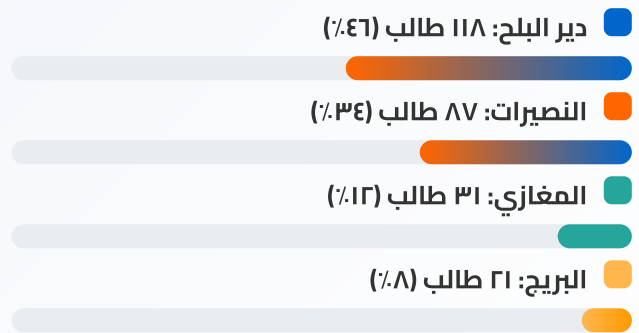 دير البلح: ١١٨ طالب (٤٦٪)
النصيرات: ٨٧ طالب (٣٤٪)
المغازي: ٣١ طالب (١٢٪)
البريج: ٢١ طالب (٨٪)